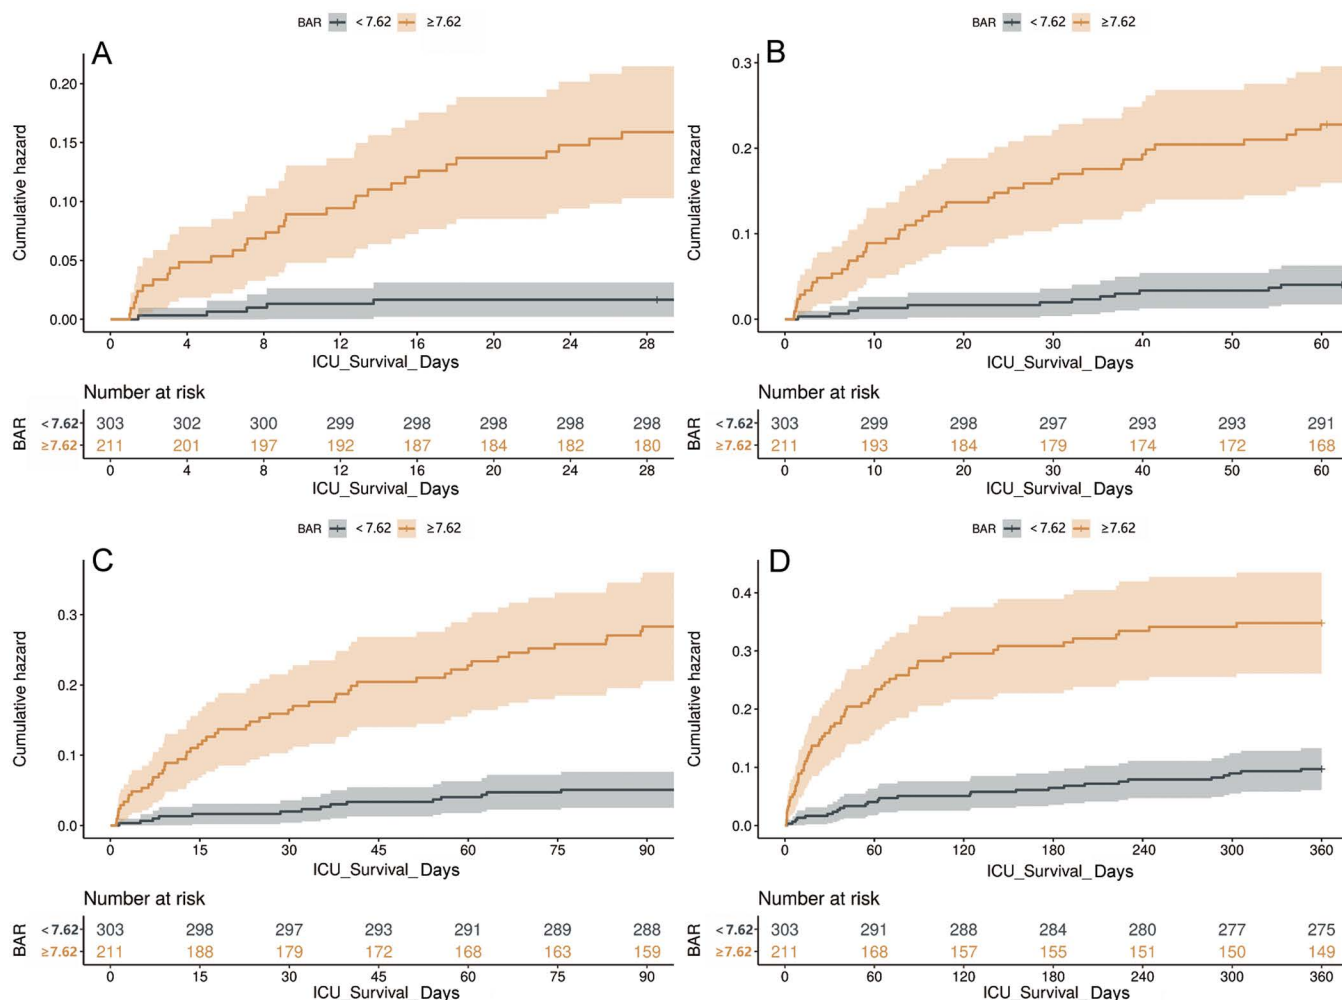 BAR < 7.62 ≥7.62
A
Cumulative hazard
0.20
0.15
0.10
0.05
0.00
0 4 8 12 16 20 24 28
ICU_Survival_Days
Number at risk
BAR
< 7.62 303 302 300 299 298 298 298 298
≥7.62 211 201 197 192 187 184 182 180
0 4 8 12 16 20 24 28
ICU_Survival_Days
BAR < 7.62 ≥7.62
B
Cumulative hazard
0.3
0.2
0.1
0.0
0 10 20 30 40 50 60
ICU_Survival_Days
Number at risk
BAR
< 7.62 303 299 298 297 293 293 291
≥7.62 211 193 184 179 174 172 168
0 10 20 30 40 50 60
ICU_Survival_Days
BAR < 7.62 ≥7.62
C
Cumulative hazard
0.3
0.2
0.1
0.0
0 15 30 45 60 75 90
ICU_Survival_Days
Number at risk
BAR
< 7.62 303 298 297 293 291 289 288
≥7.62 211 188 179 172 168 163 159
0 15 30 45 60 75 90
ICU_Survival_Days
BAR < 7.62 ≥7.62
D
Cumulative hazard
0.4
0.3
0.2
0.1
0.0
0 60 120 180 240 300 360
ICU_Survival_Days
Number at risk
BAR
< 7.62 303 291 288 284 280 277 275
≥7.62 211 168 157 155 151 150 149
0 60 120 180 240 300 360
ICU_Survival_Days